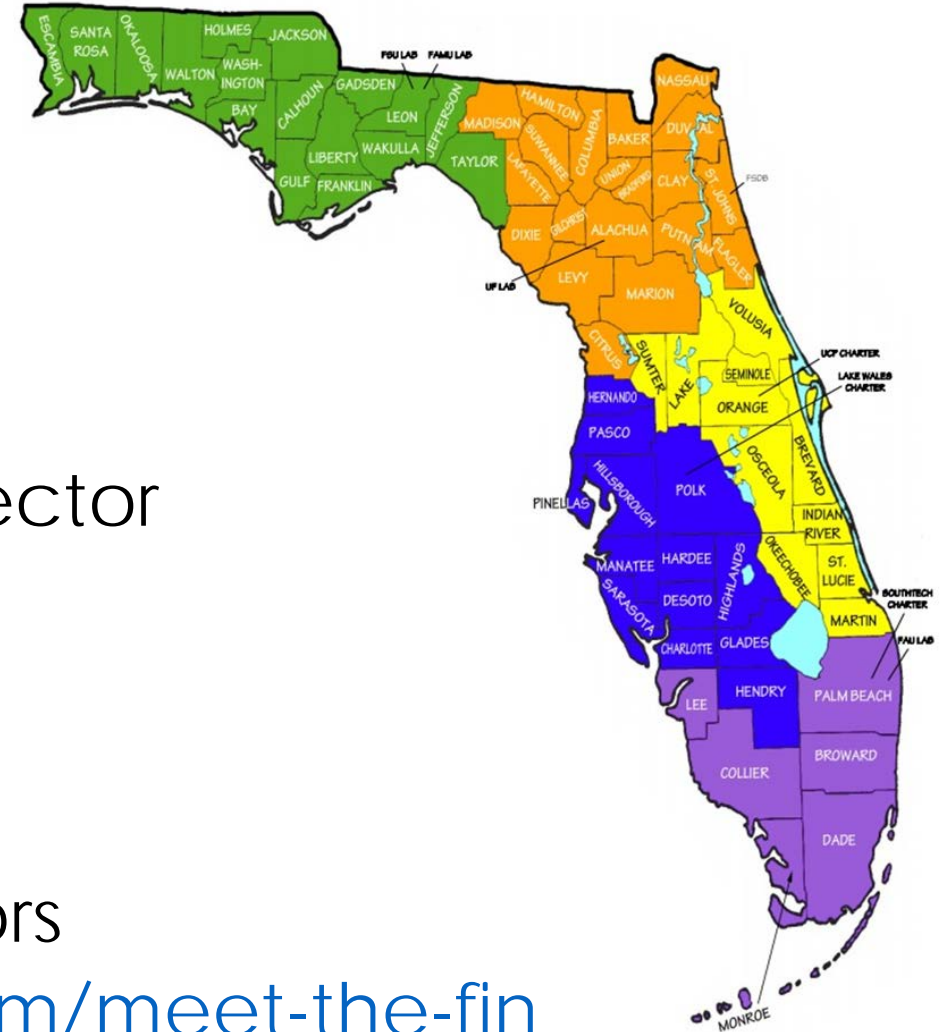 ESCAMBIA
SANTA
ROSA
OKALOOSA
WALTON
HOLMES
WASH-
INGTON
BAY
JACKSON
CALHOUN
GULF
LIBERTY
FRANKLIN
GADSDEN
FSU LAB
FAMU LAB
LEON
WAKULLA
JEFFERSON
TAYLOR
MADISON
HAMILTON
SUWANNEE
LAFAYETTE
COLUMBIA
BAKER
UNION
BRADFORD
NASSAU
DUVAL
CLAY
ST JOHNS
FSDB
DIXIE
GILCHRIST
ALACHUA
PUTNAM
FLAGLER
UF LAB
LEVY
MARION
CITRUS
VOLUSIA
SUMTER
LAKE
SEMINOLE
ORANGE
UCP CHARTER
LAKE WALES
CHARTER
HERNANDO
PASCO
PINELLAS
HILLSBOROUGH
POLK
OSCEOLA
BREVARD
INDIAN
RIVER
ector
MANATEE
HARDEE
HIGHLANDS
OKEECHOBEE
ST.
LUCIE
SARASOTA
DESOTO
MARTIN
SOUTHTECH
CHARTER
FAU LAB
CHARLOTTE
GLADES
LEE
HENDRY
PALM BEACH
COLLIER
BROWARD
DADE
ors
m/meet-the-fin
MONROE